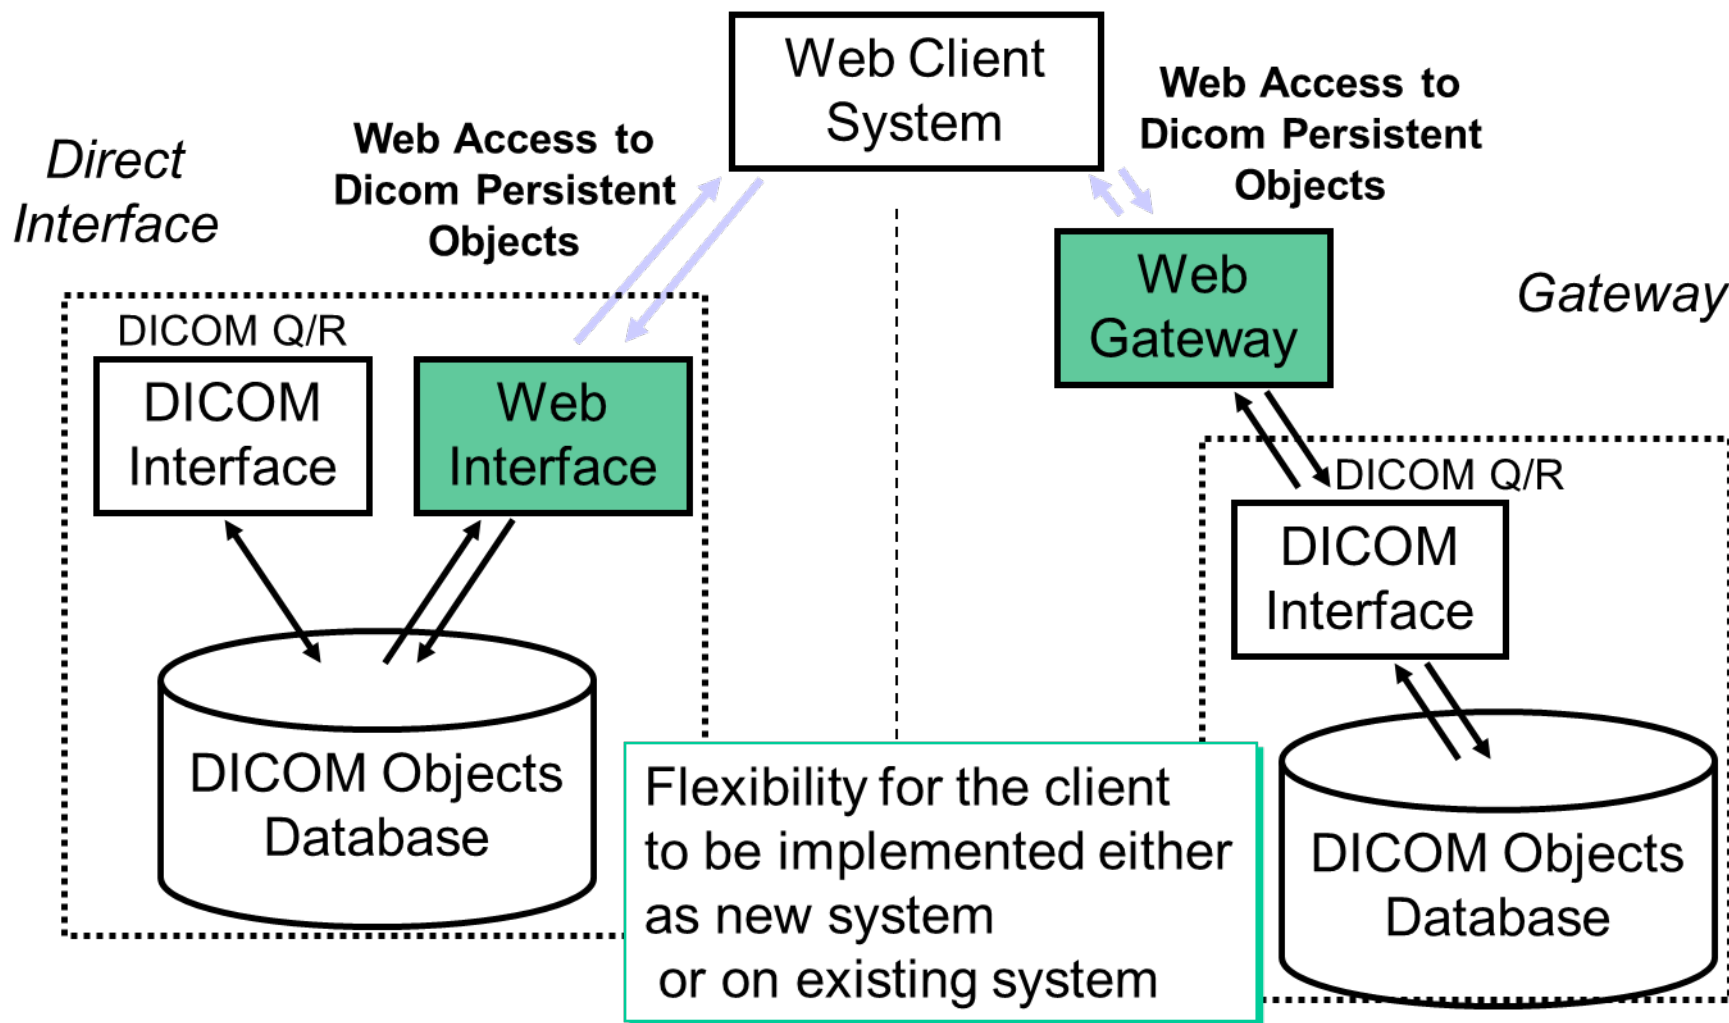 Web Client
System
Direct
Interface
Web Access to
Dicom Persistent
Objects
Web Access to
Dicom Persistent
Objects
Web
Gateway
Gateway
DICOM Q/R
DICOM
Interface
Web
Interface
DICOM Q/R
DICOM
Interface
DICOM Objects
Database
Flexibility for the client
to be implemented either
as new system
or on existing system
DICOM Objects
Database